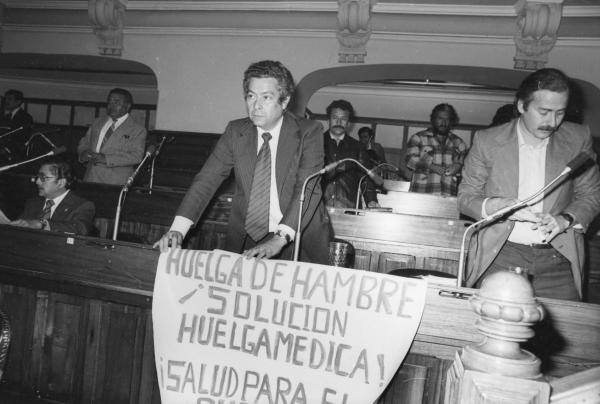 HUELGA DE HAMBRE
¡SOLUCION
HUELGA MEDICA!
¡SALUD PARA EL